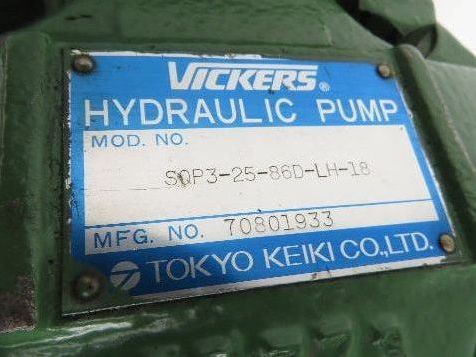 VICKERS®
HYDRAULIC PUMP
MOD. NO.
SQP3-25-86D-LH-18
MFG. NO. 70801933
TOKYO KEIKI CO.,LTD.